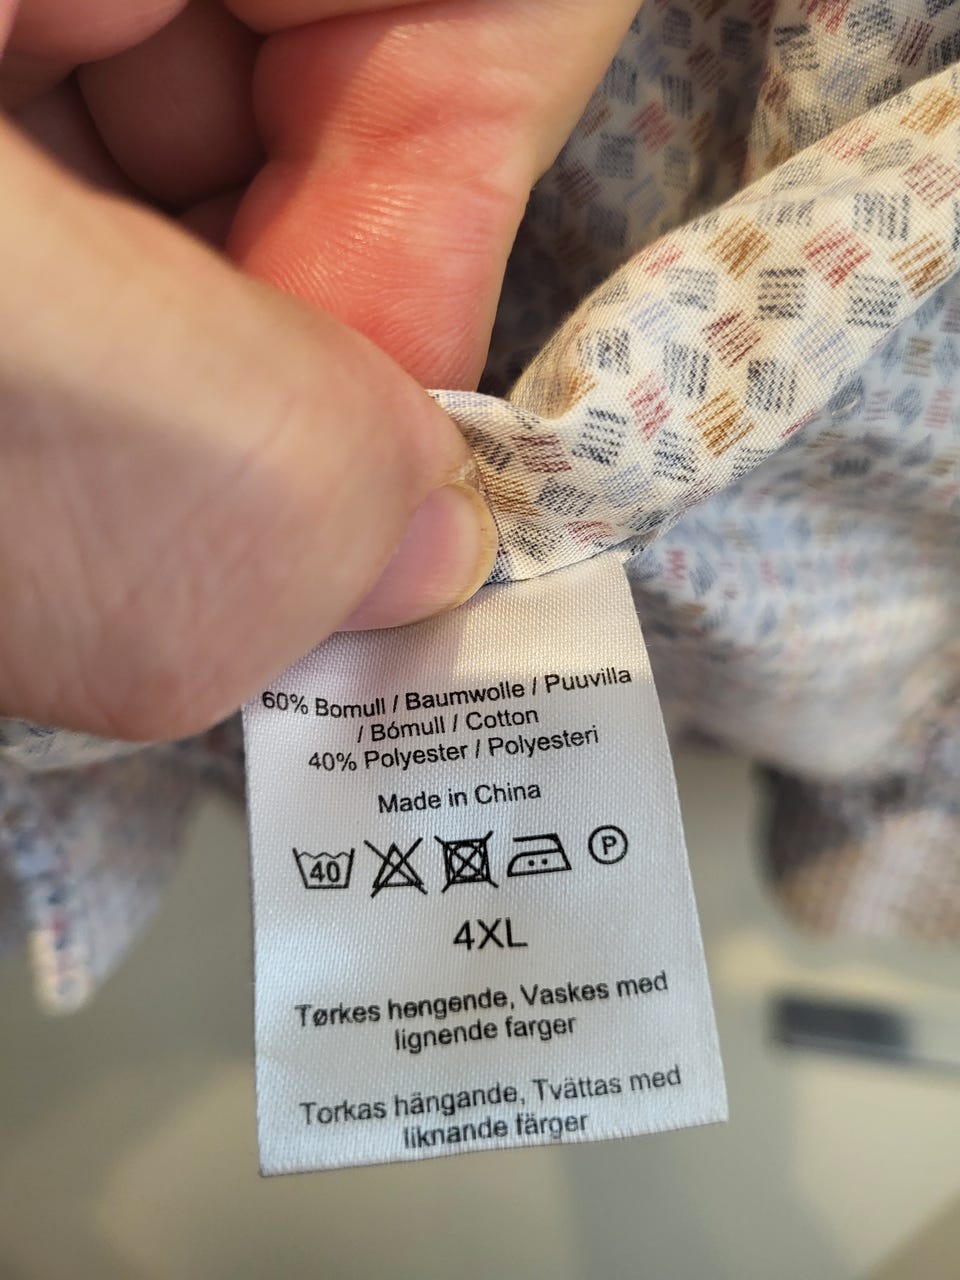 60% Bomull / Baumwolle / Puuvilla
/ Bómull / Cotton
40% Polyester / Polyesteri
Made in China
40 P
4XL
Tørkes hengende, Vaskes med
lignende farger
Torkas hängande, Tvättas med
liknande färger